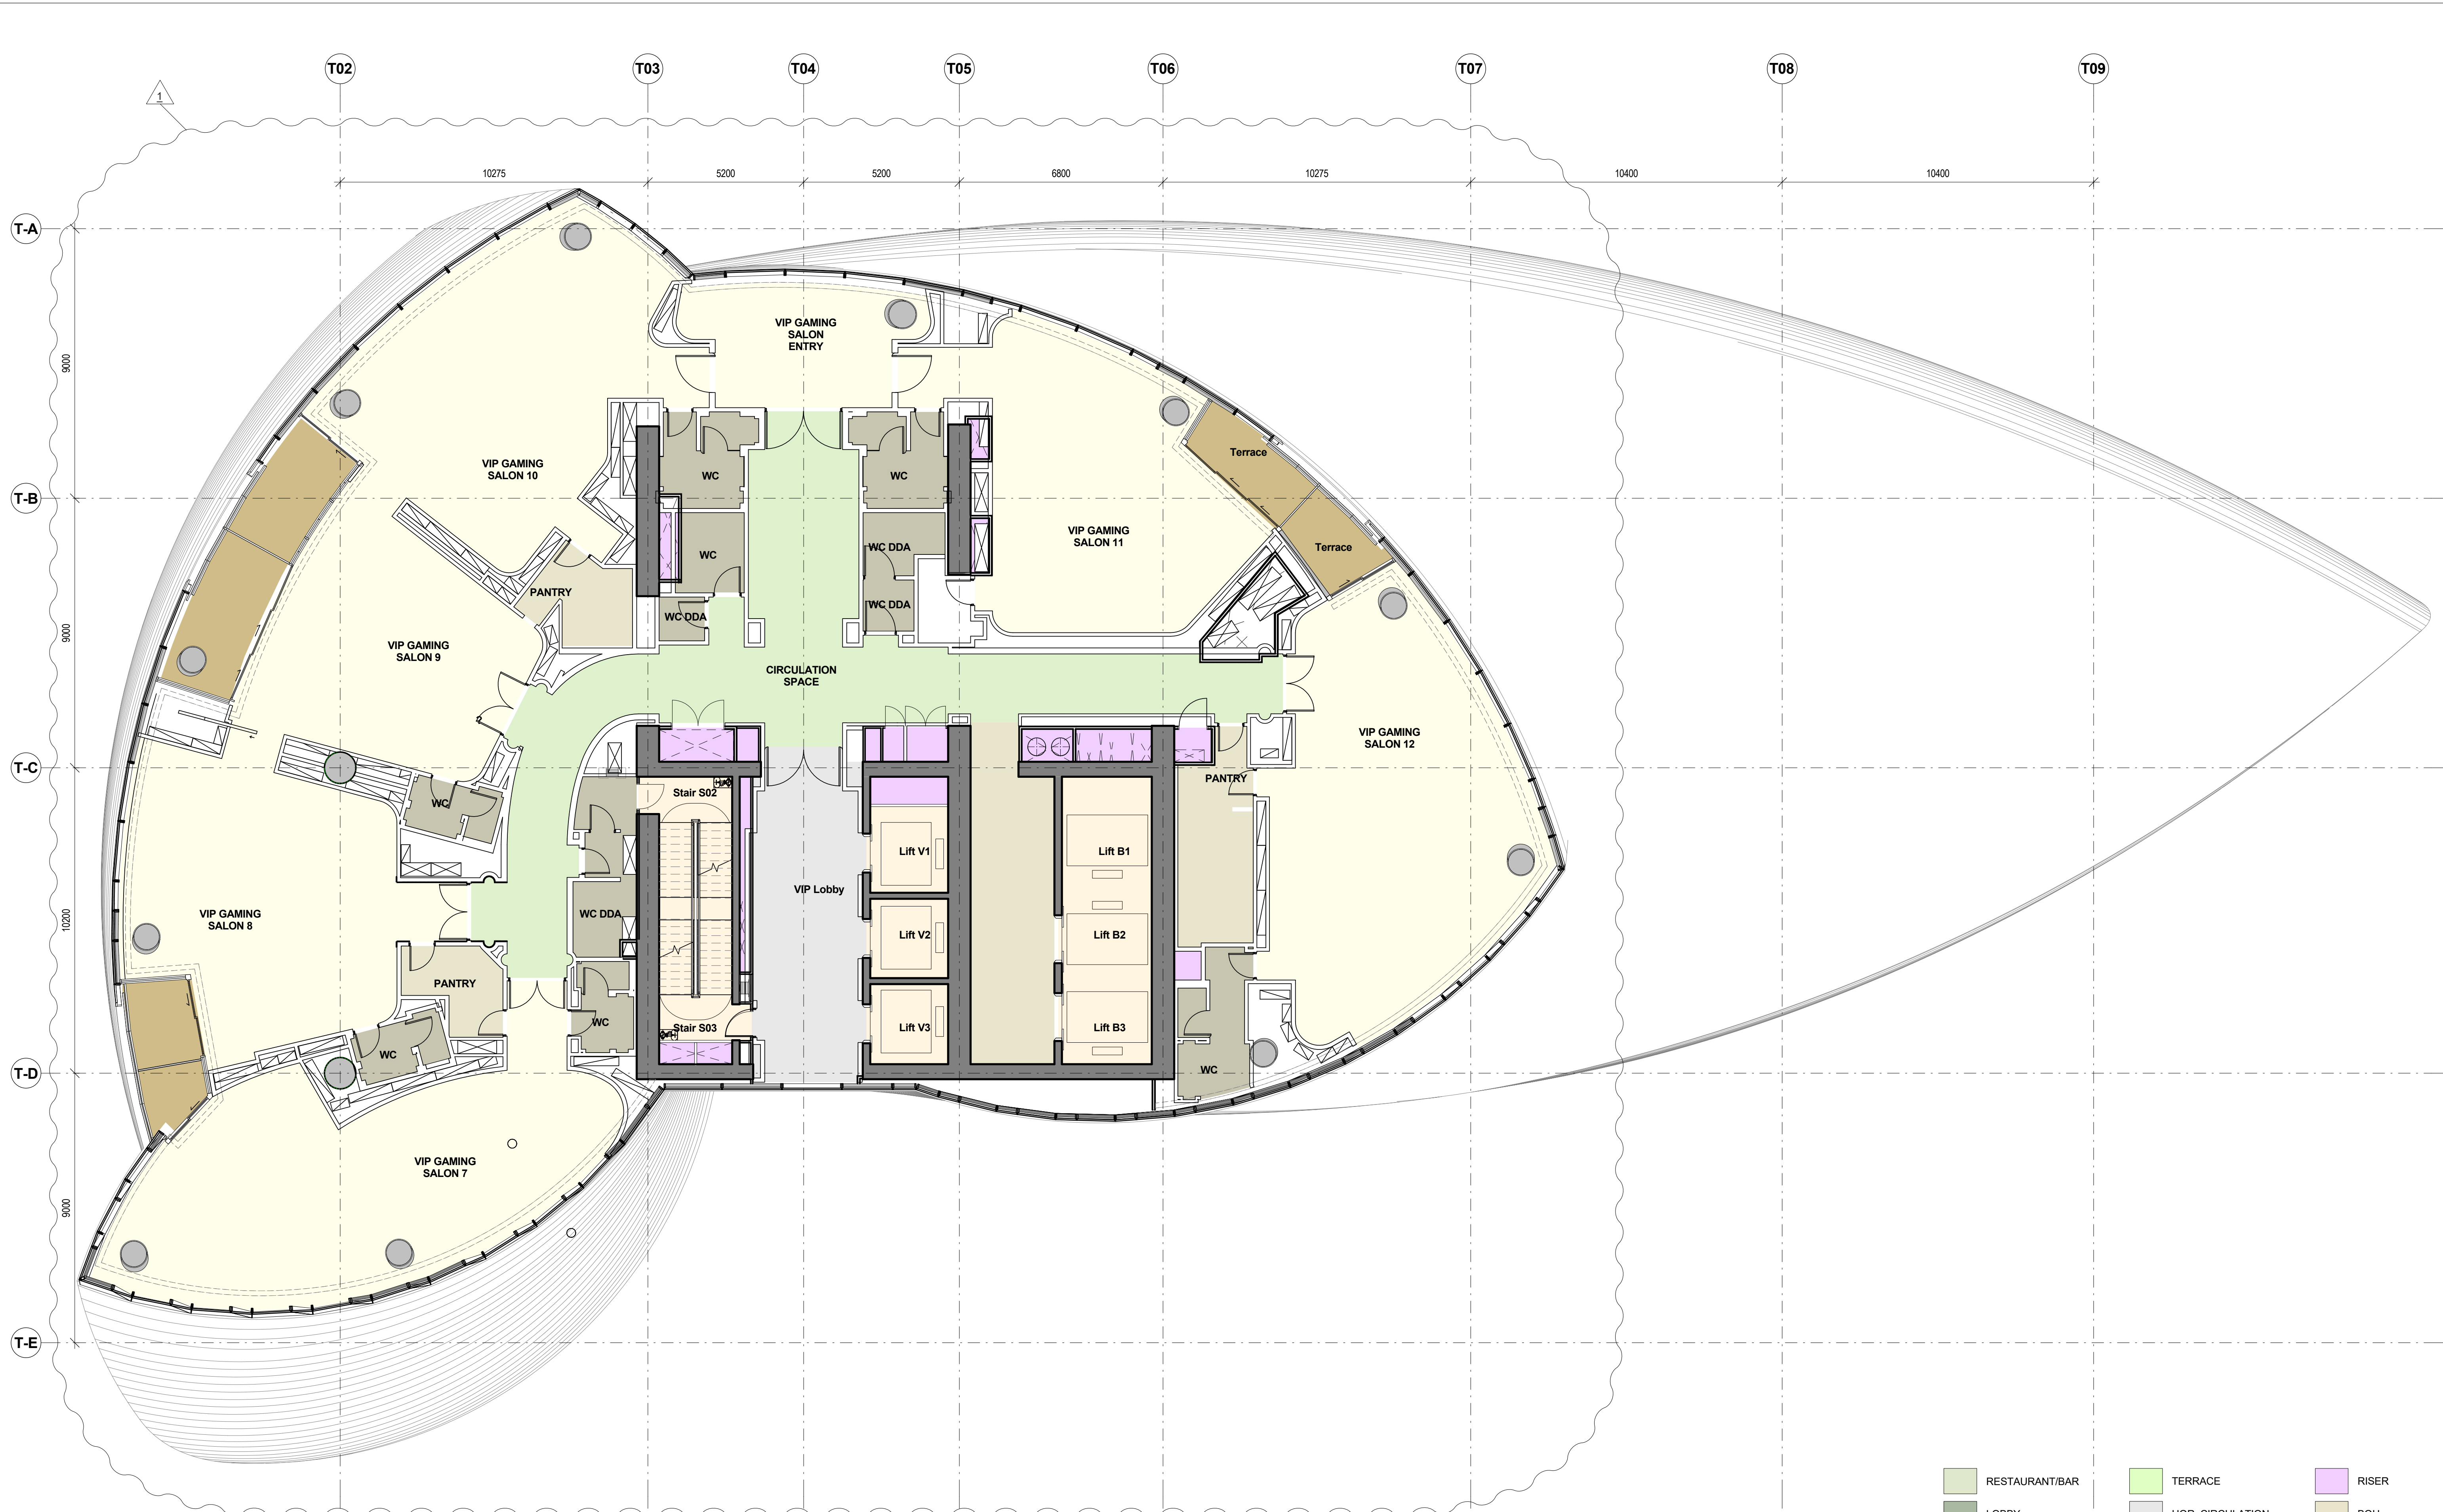 T02
T03
T04
T05
T06
T07
T08
T09
1
10275
5200
5200
6800
10275
10400
10400
T-A
T-B
T-C
T-D
T-E
9000
9000
10200
9000
VIP GAMING
SALON
ENTRY
VIP GAMING
SALON 10
WC
WC
Terrace
Terrace
VIP GAMING
SALON 11
WC
WC DDA
WC DDA
WC DDA
PANTRY
VIP GAMING
SALON 9
CIRCULATION
SPACE
VIP GAMING
SALON 12
PANTRY
WC
Stair S02
Lift V1
Lift B1
VIP Lobby
VIP GAMING
SALON 8
WC DDA
Lift V2
Lift B2
PANTRY
WC
Stair S03
Lift V3
Lift B3
WC
WC
VIP GAMING
SALON 7
RESTAURANT/BAR
TERRACE
RISER